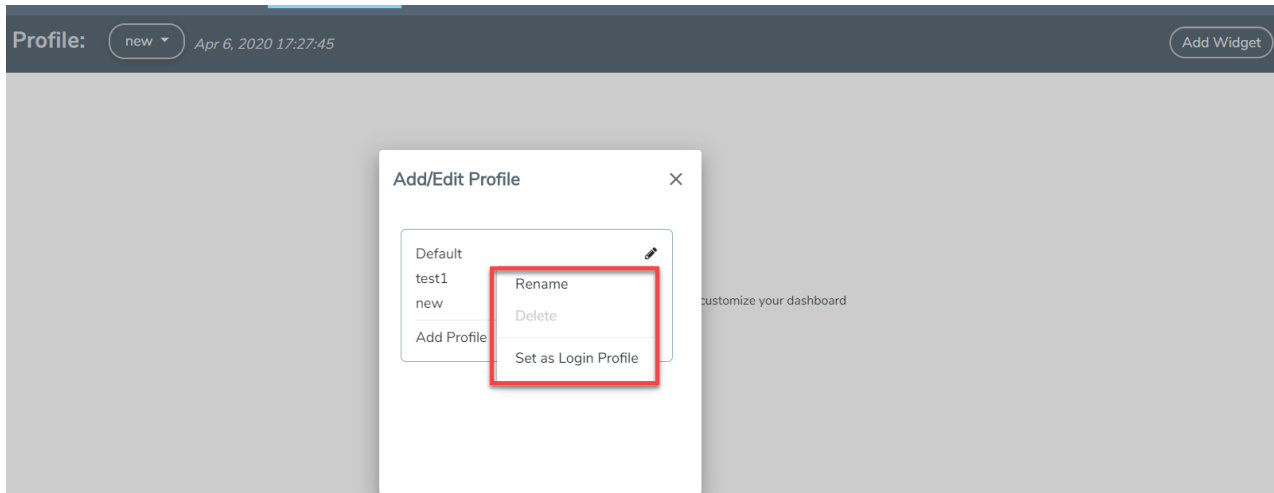 Profile:
new
Apr 6, 2020 17:27:45
Add Widget
Add/Edit Profile
Default
test1
new
Add Profile
Rename
Delete
Set as Login Profile
customize your dashboard